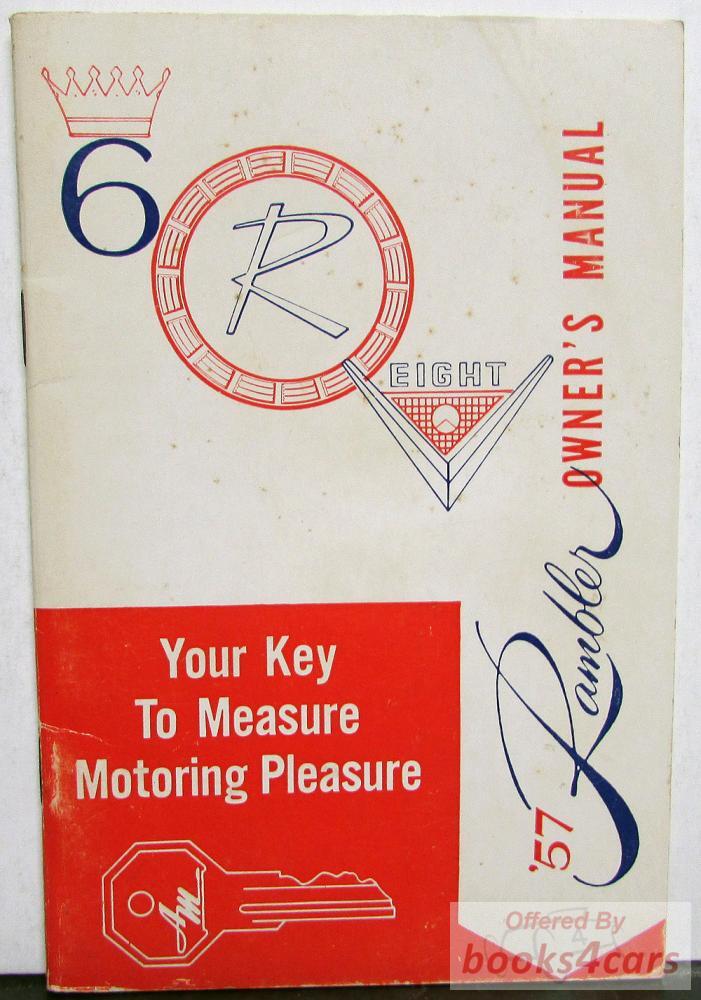 6
R
EIGHT
OWNER'S MANUAL
'57 Rambler
Your Key
To Measure
Motoring Pleasure
AM
Offered By
books4cars